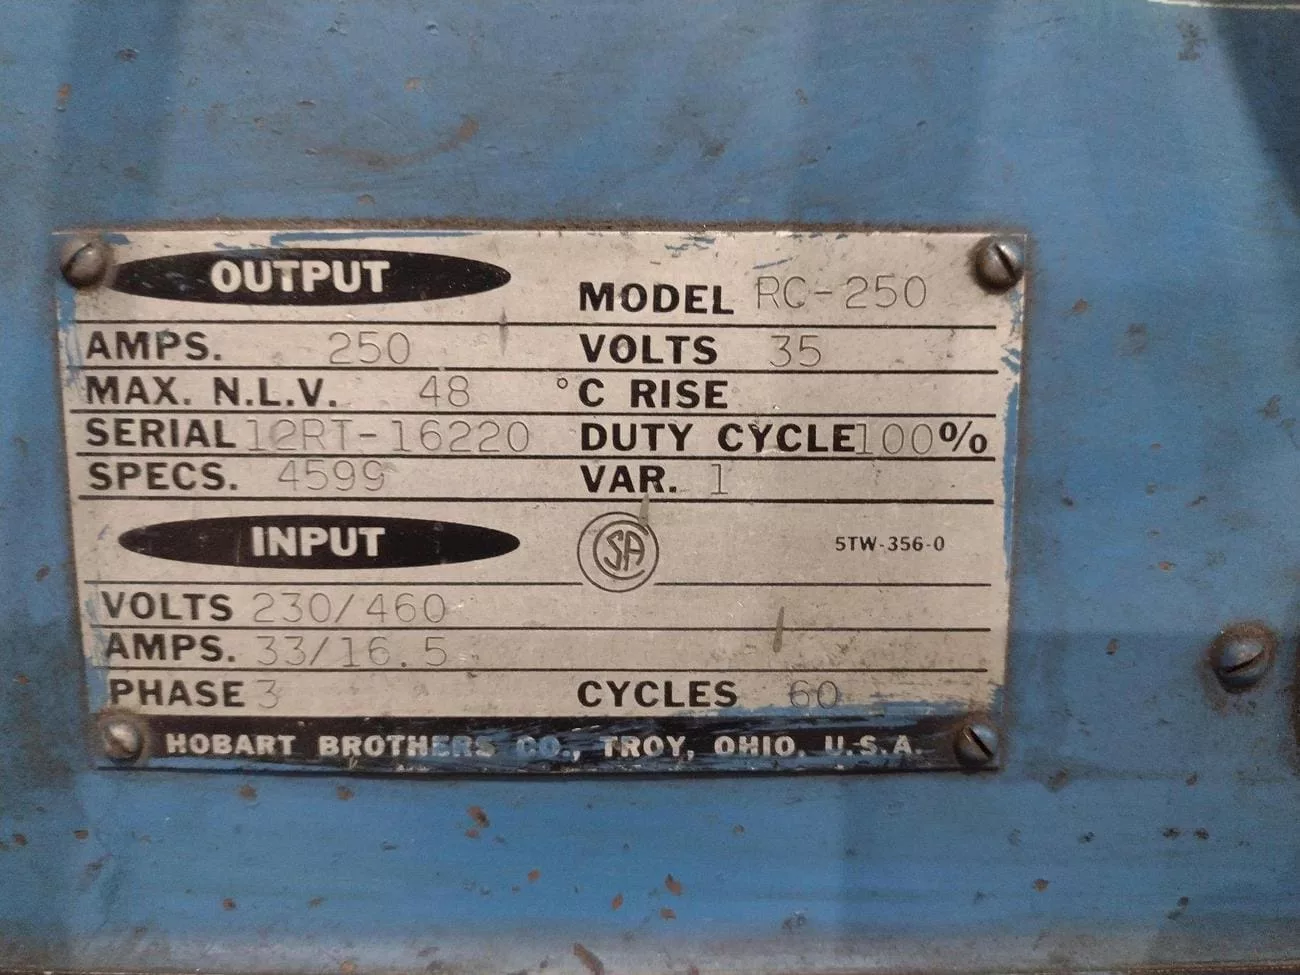 OUTPUT MODEL RC-250
AMPS. 250 VOLTS 35
MAX. N.L.V. 48 °C RISE
SERIAL 12RT-16220 DUTY CYCLE 100%
SPECS. 4599 VAR. 1
INPUT CSA 5TW-356-0
VOLTS 230/460
AMPS. 33/16.5
PHASE 3 CYCLES 60
HOBART BROTHERS CO., TROY, OHIO, U.S.A.